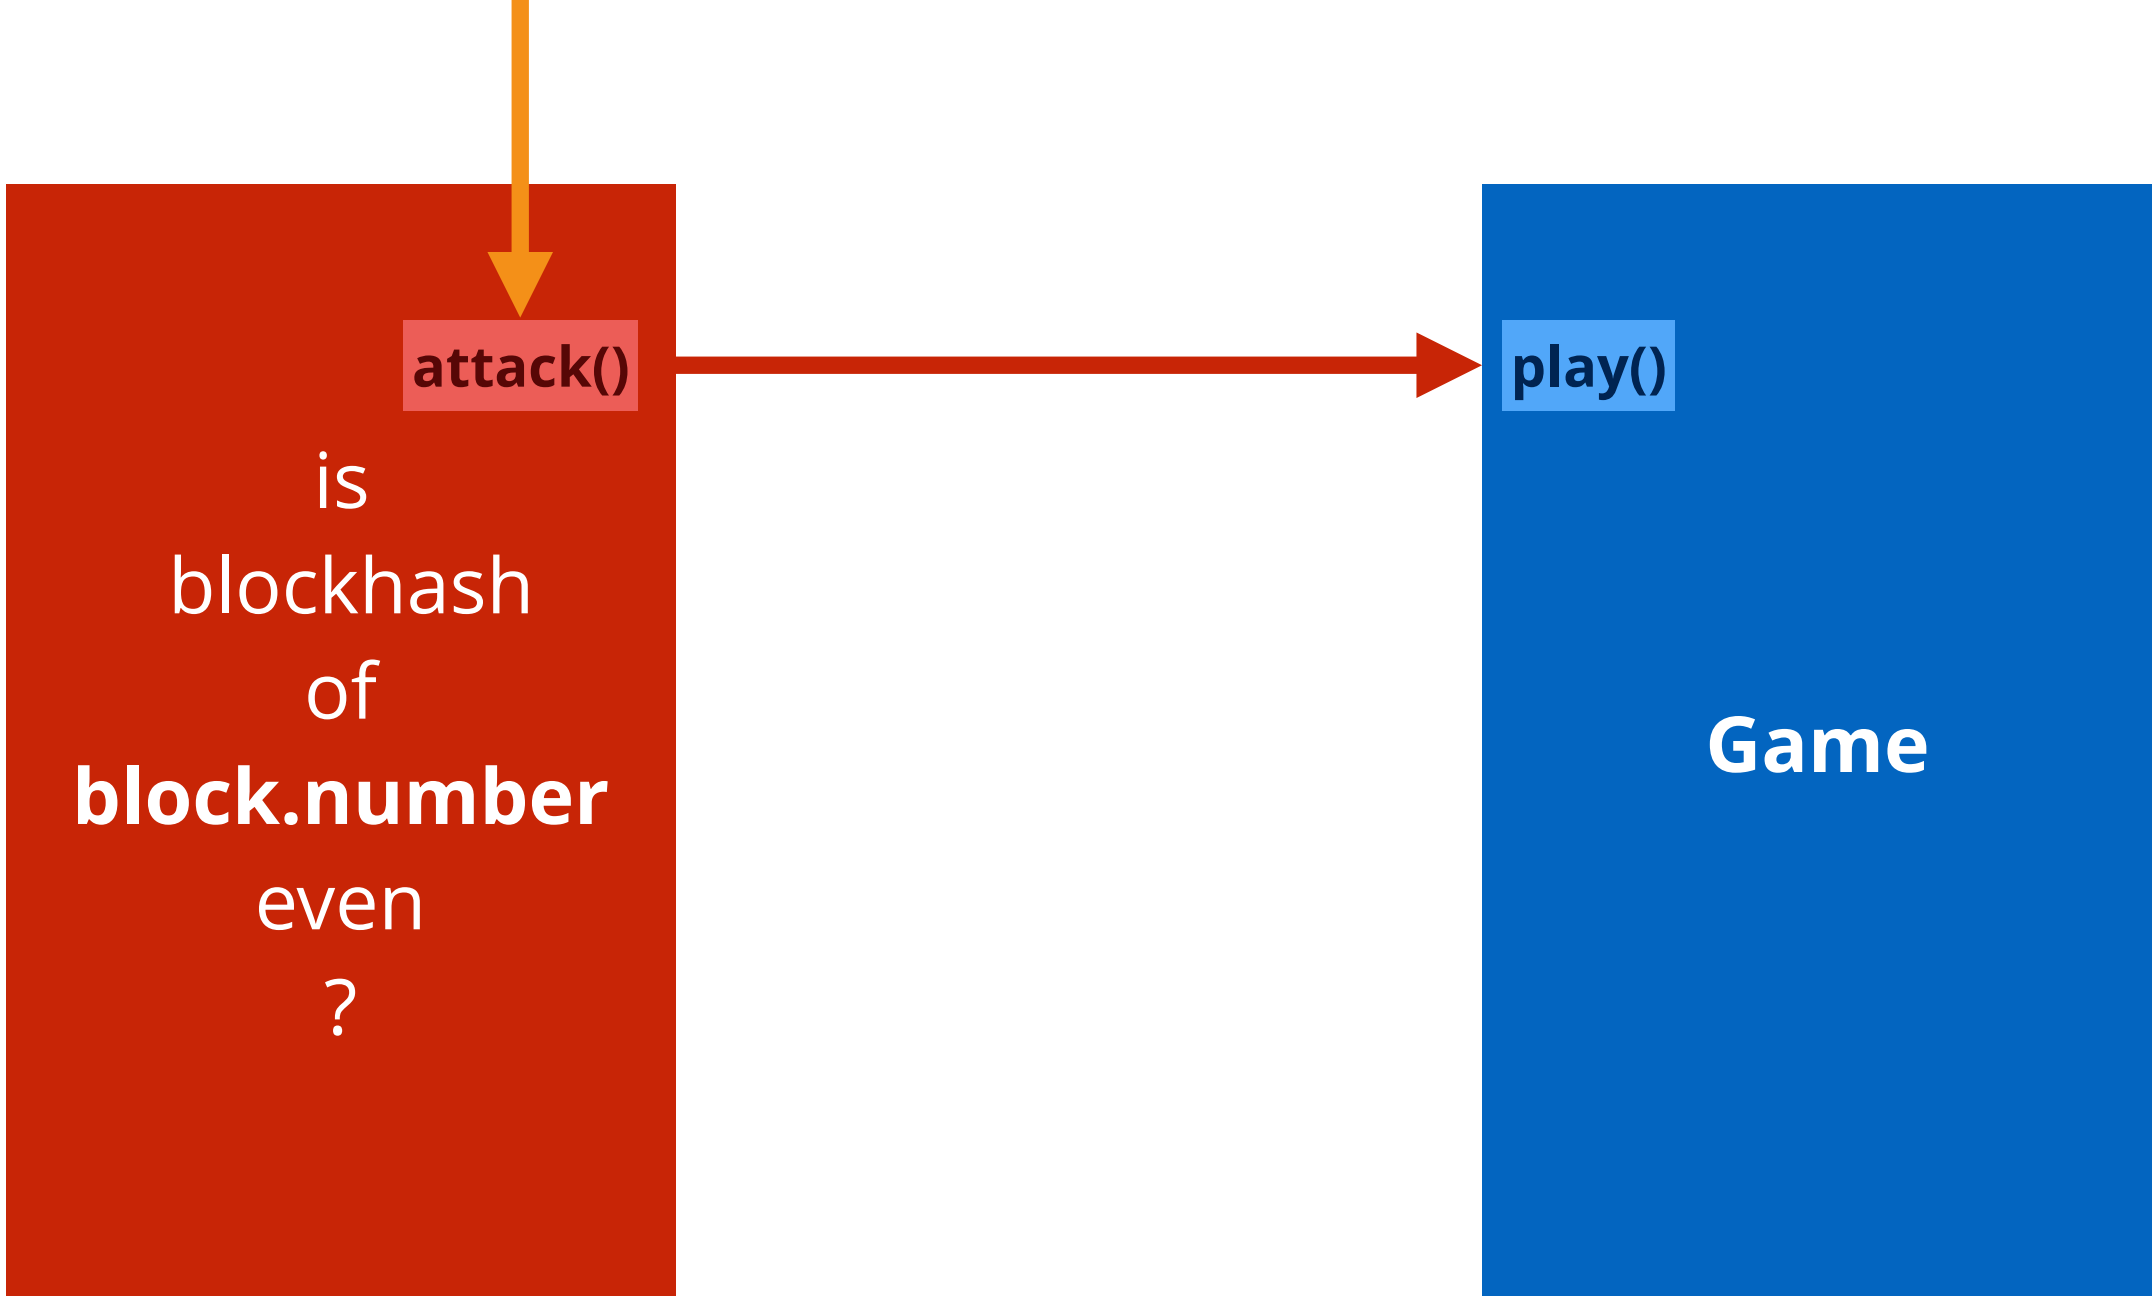 attack()
is
blockhash
of
block.number
even
?
play()
Game